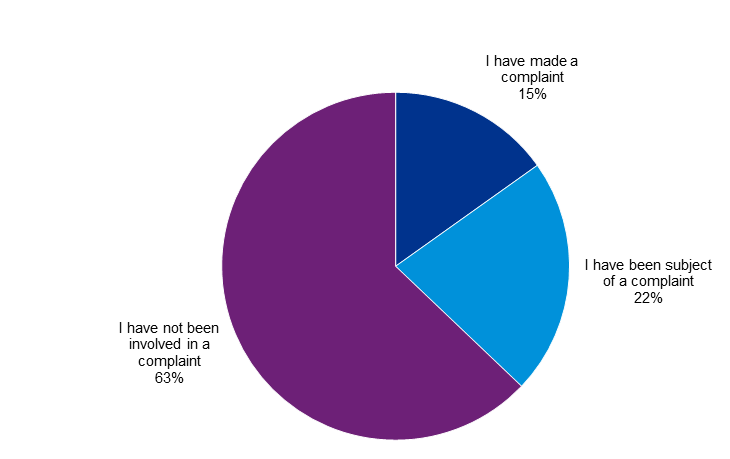 I have made a
complaint
15%
I have been subject
of a complaint
22%
I have not been
involved in a
complaint
63%